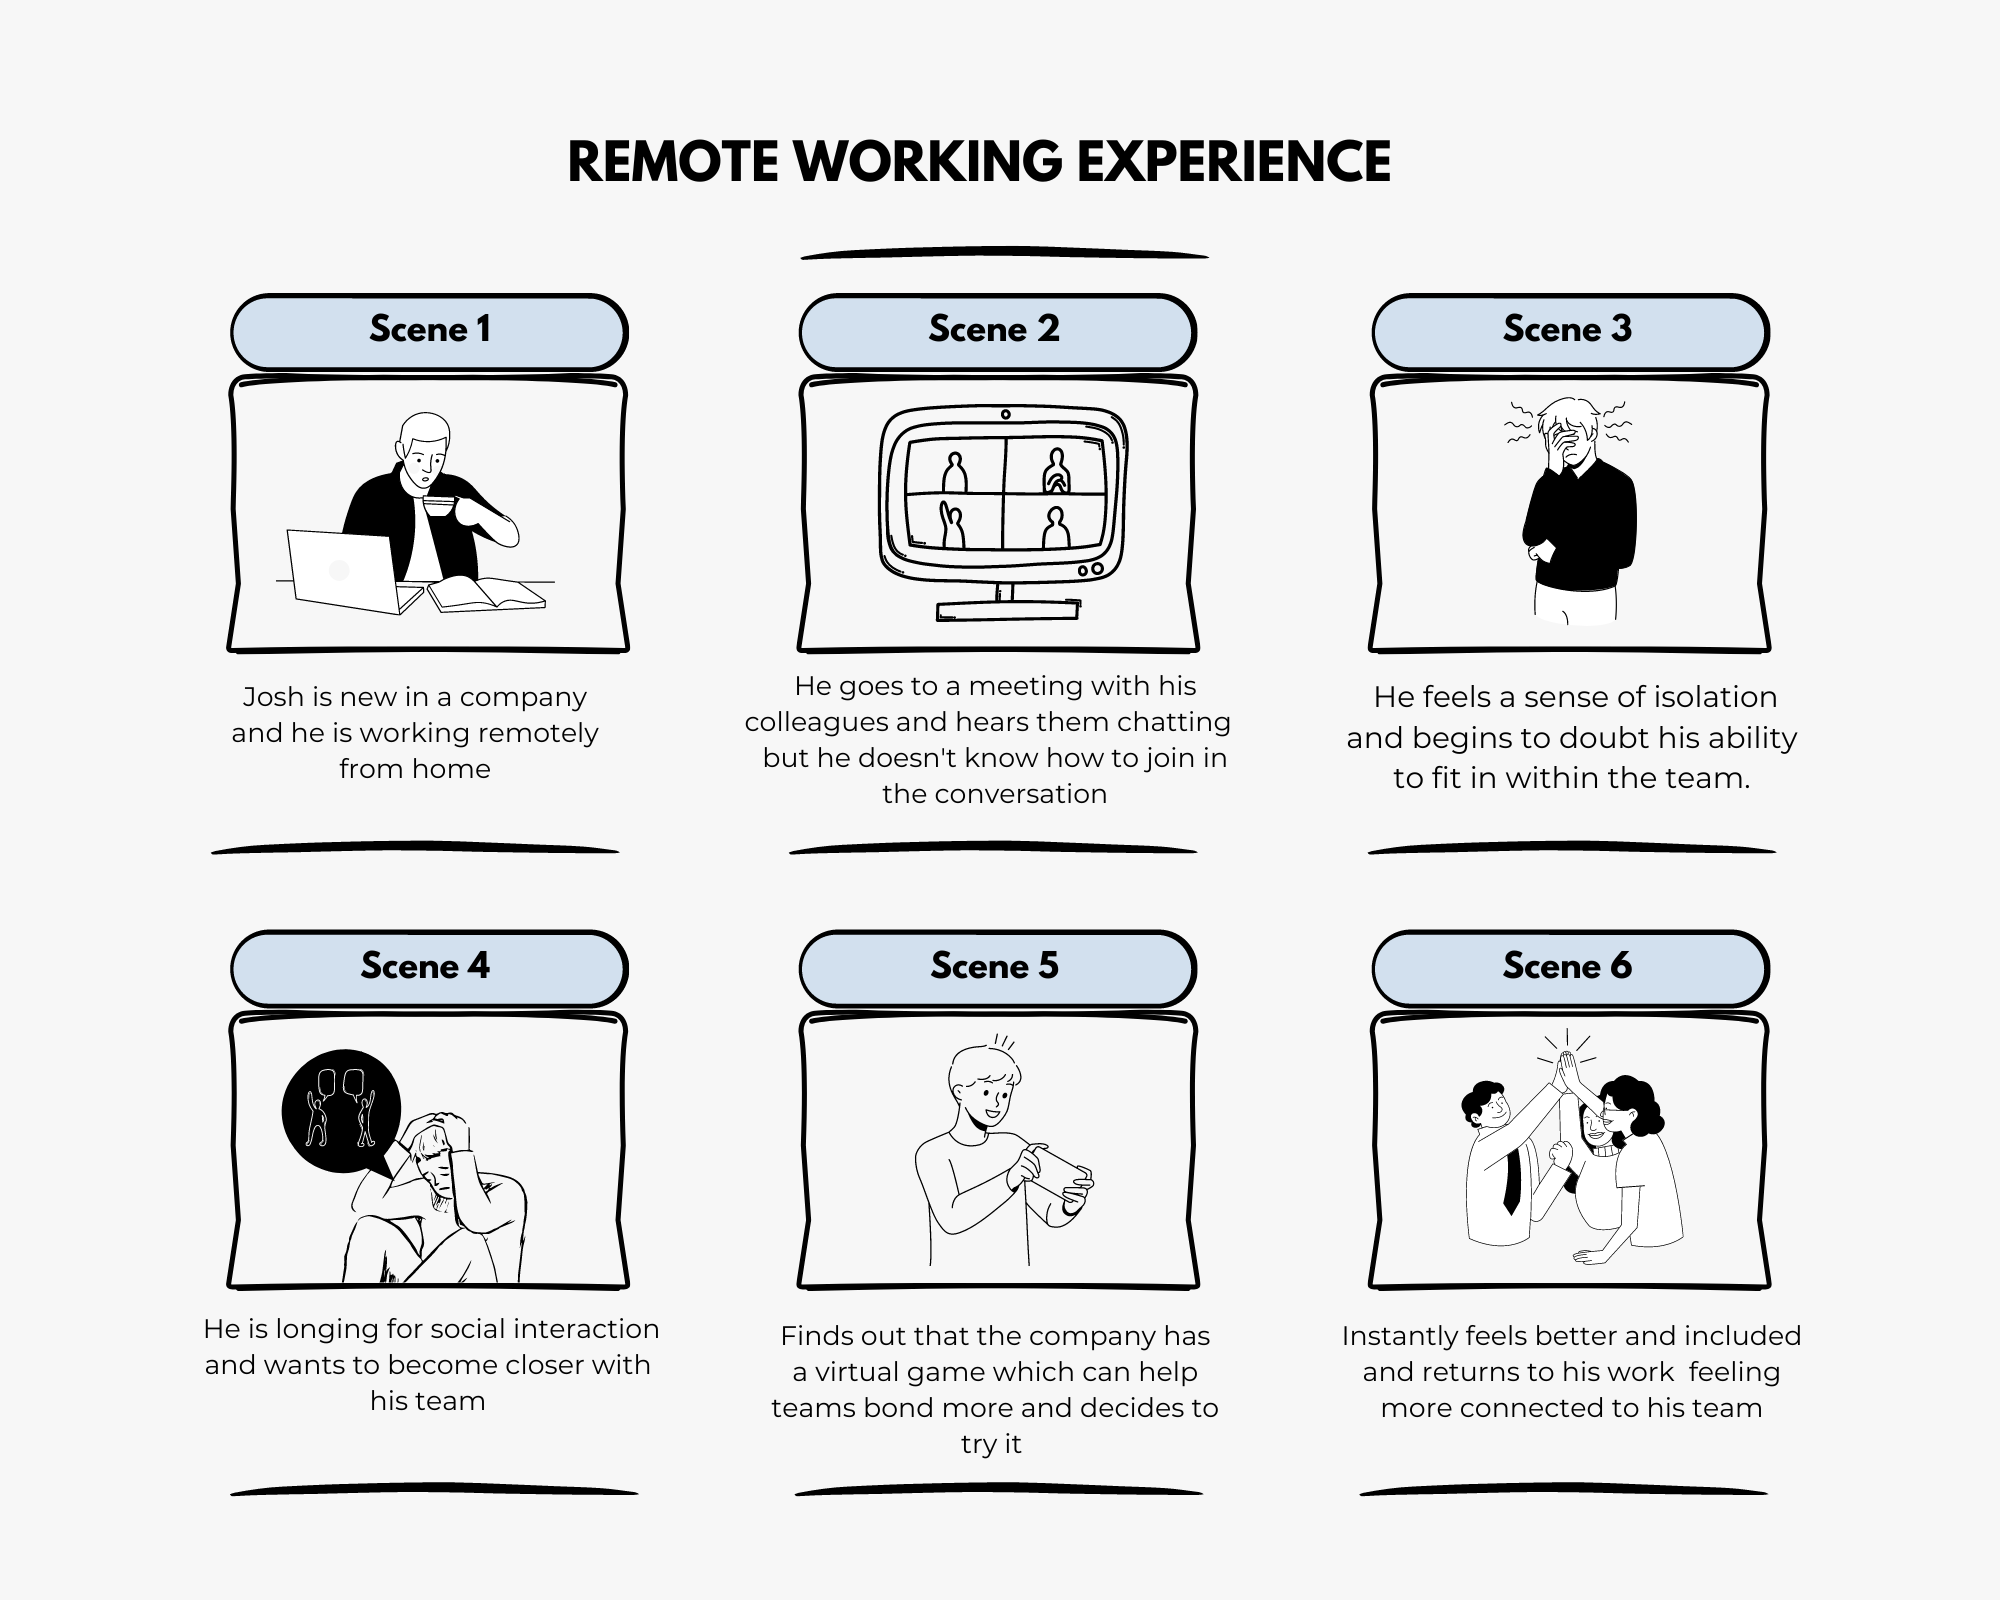 REMOTE WORKING EXPERIENCE
Scene 1
Josh is new in a company
and he is working remotely
from home
Scene 2
He goes to a meeting with his
colleagues and hears them chatting
but he doesn't know how to join in
the conversation
Scene 3
He feels a sense of isolation
and begins to doubt his ability
to fit in within the team.
Scene 4
He is longing for social interaction
and wants to become closer with
his team
Scene 5
Finds out that the company has
a virtual game which can help
teams bond more and decides to
try it
Scene 6
Instantly feels better and included
and returns to his work  feeling
more connected to his team